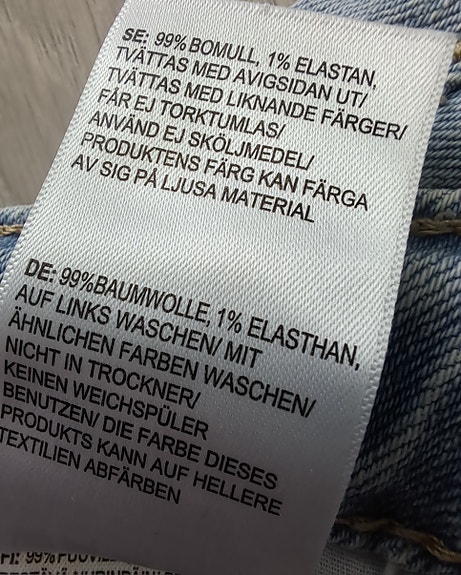 SE: 99% BOMULL, 1% ELASTAN,
TVÄTTAS MED AVIGSIDAN UT/
TVÄTTAS MED LIKNANDE FÄRGER/
FÅR EJ TORKTUMLAS/
ANVÄND EJ SKÖLJMEDEL/
PRODUKTENS FÄRG KAN FÄRGA
AV SIG PÅ LJUSA MATERIAL
DE: 99%BAUMWOLLE, 1% ELASTHAN,
AUF LINKS WASCHEN/ MIT
ÄHNLICHEN FARBEN WASCHEN/
NICHT IN TROCKNER/
KEINEN WEICHSPÜLER
BENUTZEN/ DIE FARBE DIESES
PRODUKTS KANN AUF HELLERE
TEXTILIEN ABFÄRBEN
FI: 99%